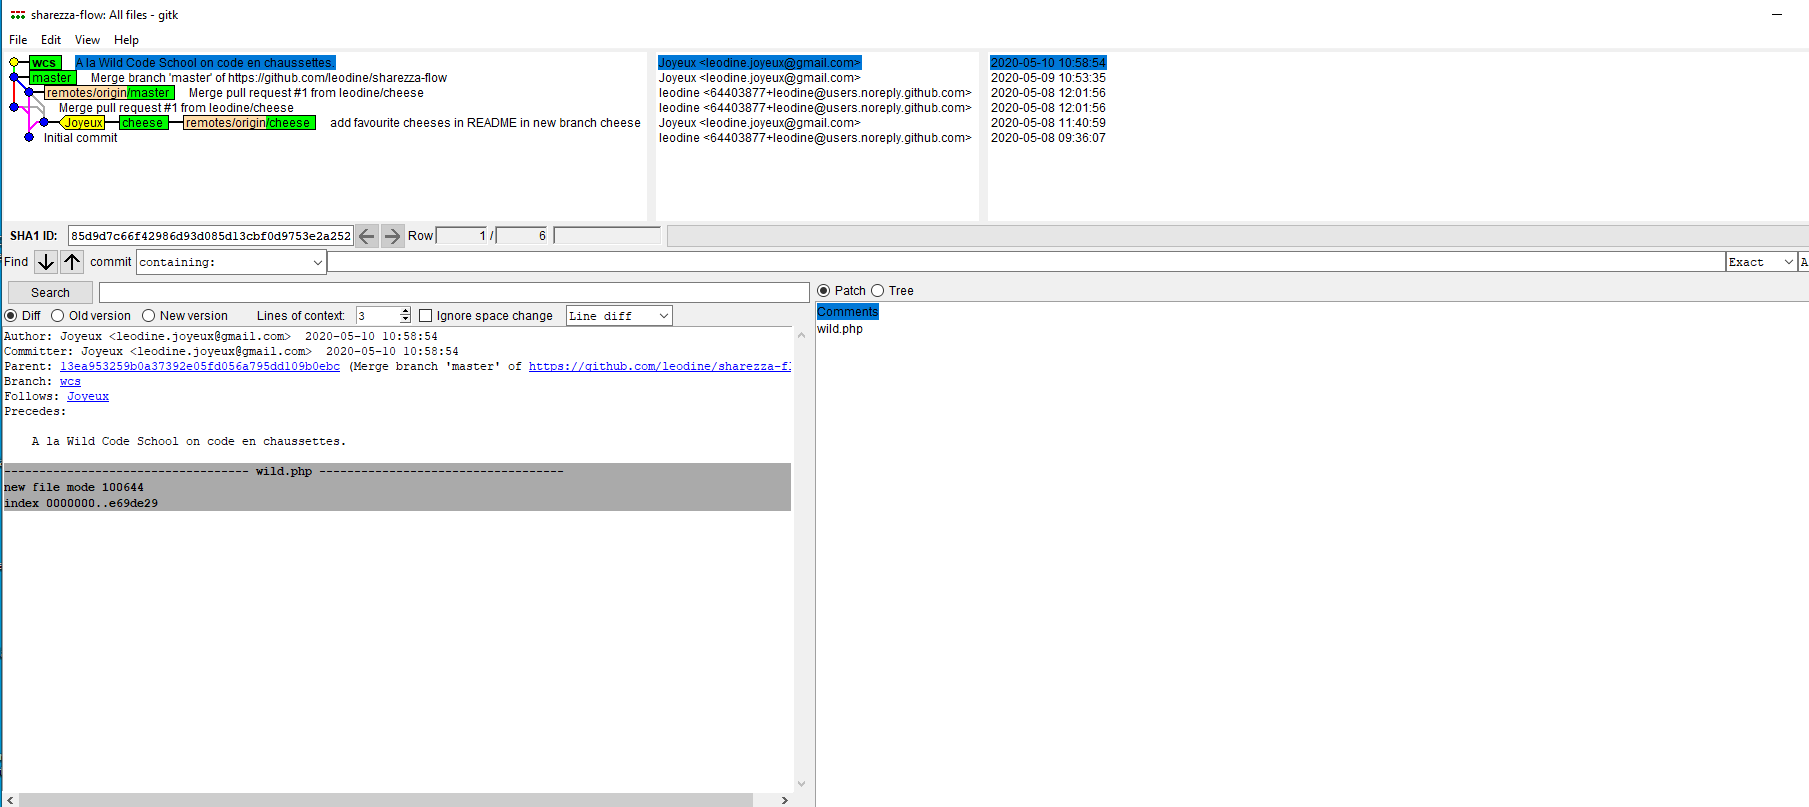 sharezza-flow: All files - gitk
File Edit View Help
wcs A la Wild Code School on code en chaussettes. Joyeux <leodine.joyeux@gmail.com> 2020-05-10 10:58:54
master Merge branch 'master' of https://github.com/leodine/sharezza-flow Joyeux <leodine.joyeux@gmail.com> 2020-05-09 10:53:35
remotes/origin/master Merge pull request #1 from leodine/cheese leodine <64403877+leodine@users.noreply.github.com> 2020-05-08 12:01:56
Merge pull request #1 from leodine/cheese leodine <64403877+leodine@users.noreply.github.com> 2020-05-08 12:01:56
Joyeux cheese remotes/origin/cheese add favourite cheeses in README in new branch cheese Joyeux <leodine.joyeux@gmail.com> 2020-05-08 11:40:59
Initial commit leodine <64403877+leodine@users.noreply.github.com> 2020-05-08 09:36:07
SHA1 ID: 85d9d7c66f42986d93d085d13cbf0d9753e2a252 Row 1 / 6
Find commit containing: Exact A
Search Patch Tree
Diff Old version New version Lines of context: 3 Ignore space change Line diff
Comments
wild.php
Author: Joyeux <leodine.joyeux@gmail.com> 2020-05-10 10:58:54
Committer: Joyeux <leodine.joyeux@gmail.com> 2020-05-10 10:58:54
Parent: 13ea953259b0a37392e05fd056a795dd109b0ebc (Merge branch 'master' of https://github.com/leodine/sharezza-fl
Branch: wcs
Follows: Joyeux
Precedes:
A la Wild Code School on code en chaussettes.
----------------------------------- wild.php -----------------------------------
new file mode 100644
index 0000000..e69de29